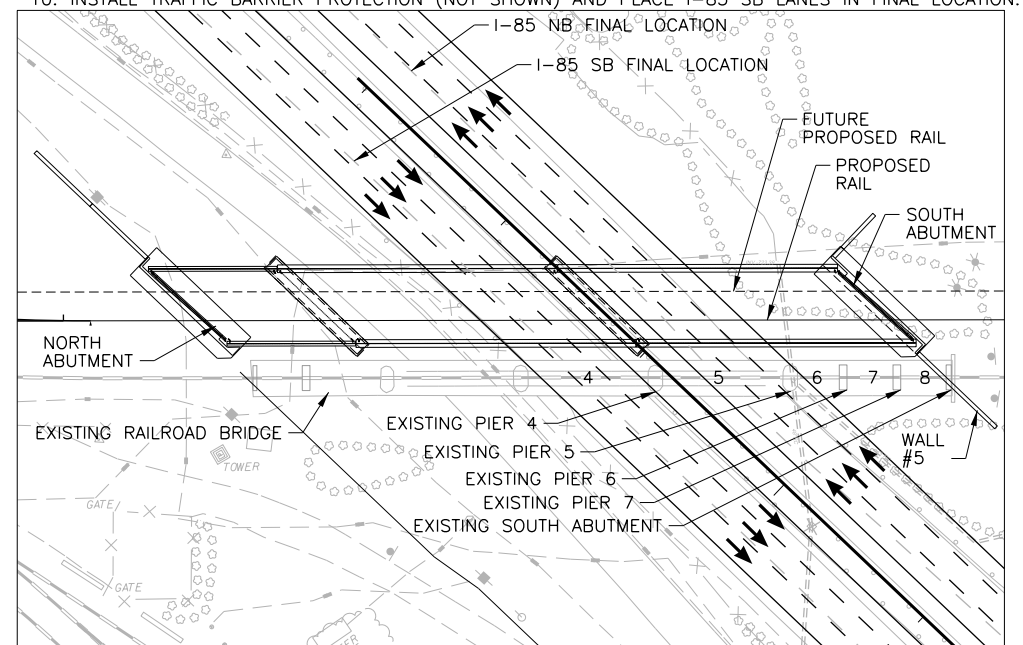 10. INSTALL TRAFFIC BARRIER PROTECTION (NOT SHOWN) AND PLACE I-85 SB LANES IN FINAL LOCATION.
I-85 NB FINAL LOCATION
I-85 SB FINAL LOCATION
FUTURE
PROPOSED RAIL
PROPOSED
RAIL
SOUTH
ABUTMENT
NORTH
ABUTMENT
4 5 6 7 8
EXISTING RAILROAD BRIDGE
EXISTING PIER 4
EXISTING PIER 5
EXISTING PIER 6
EXISTING PIER 7
EXISTING SOUTH ABUTMENT
WALL
#5
TOWER
GATE
GATE